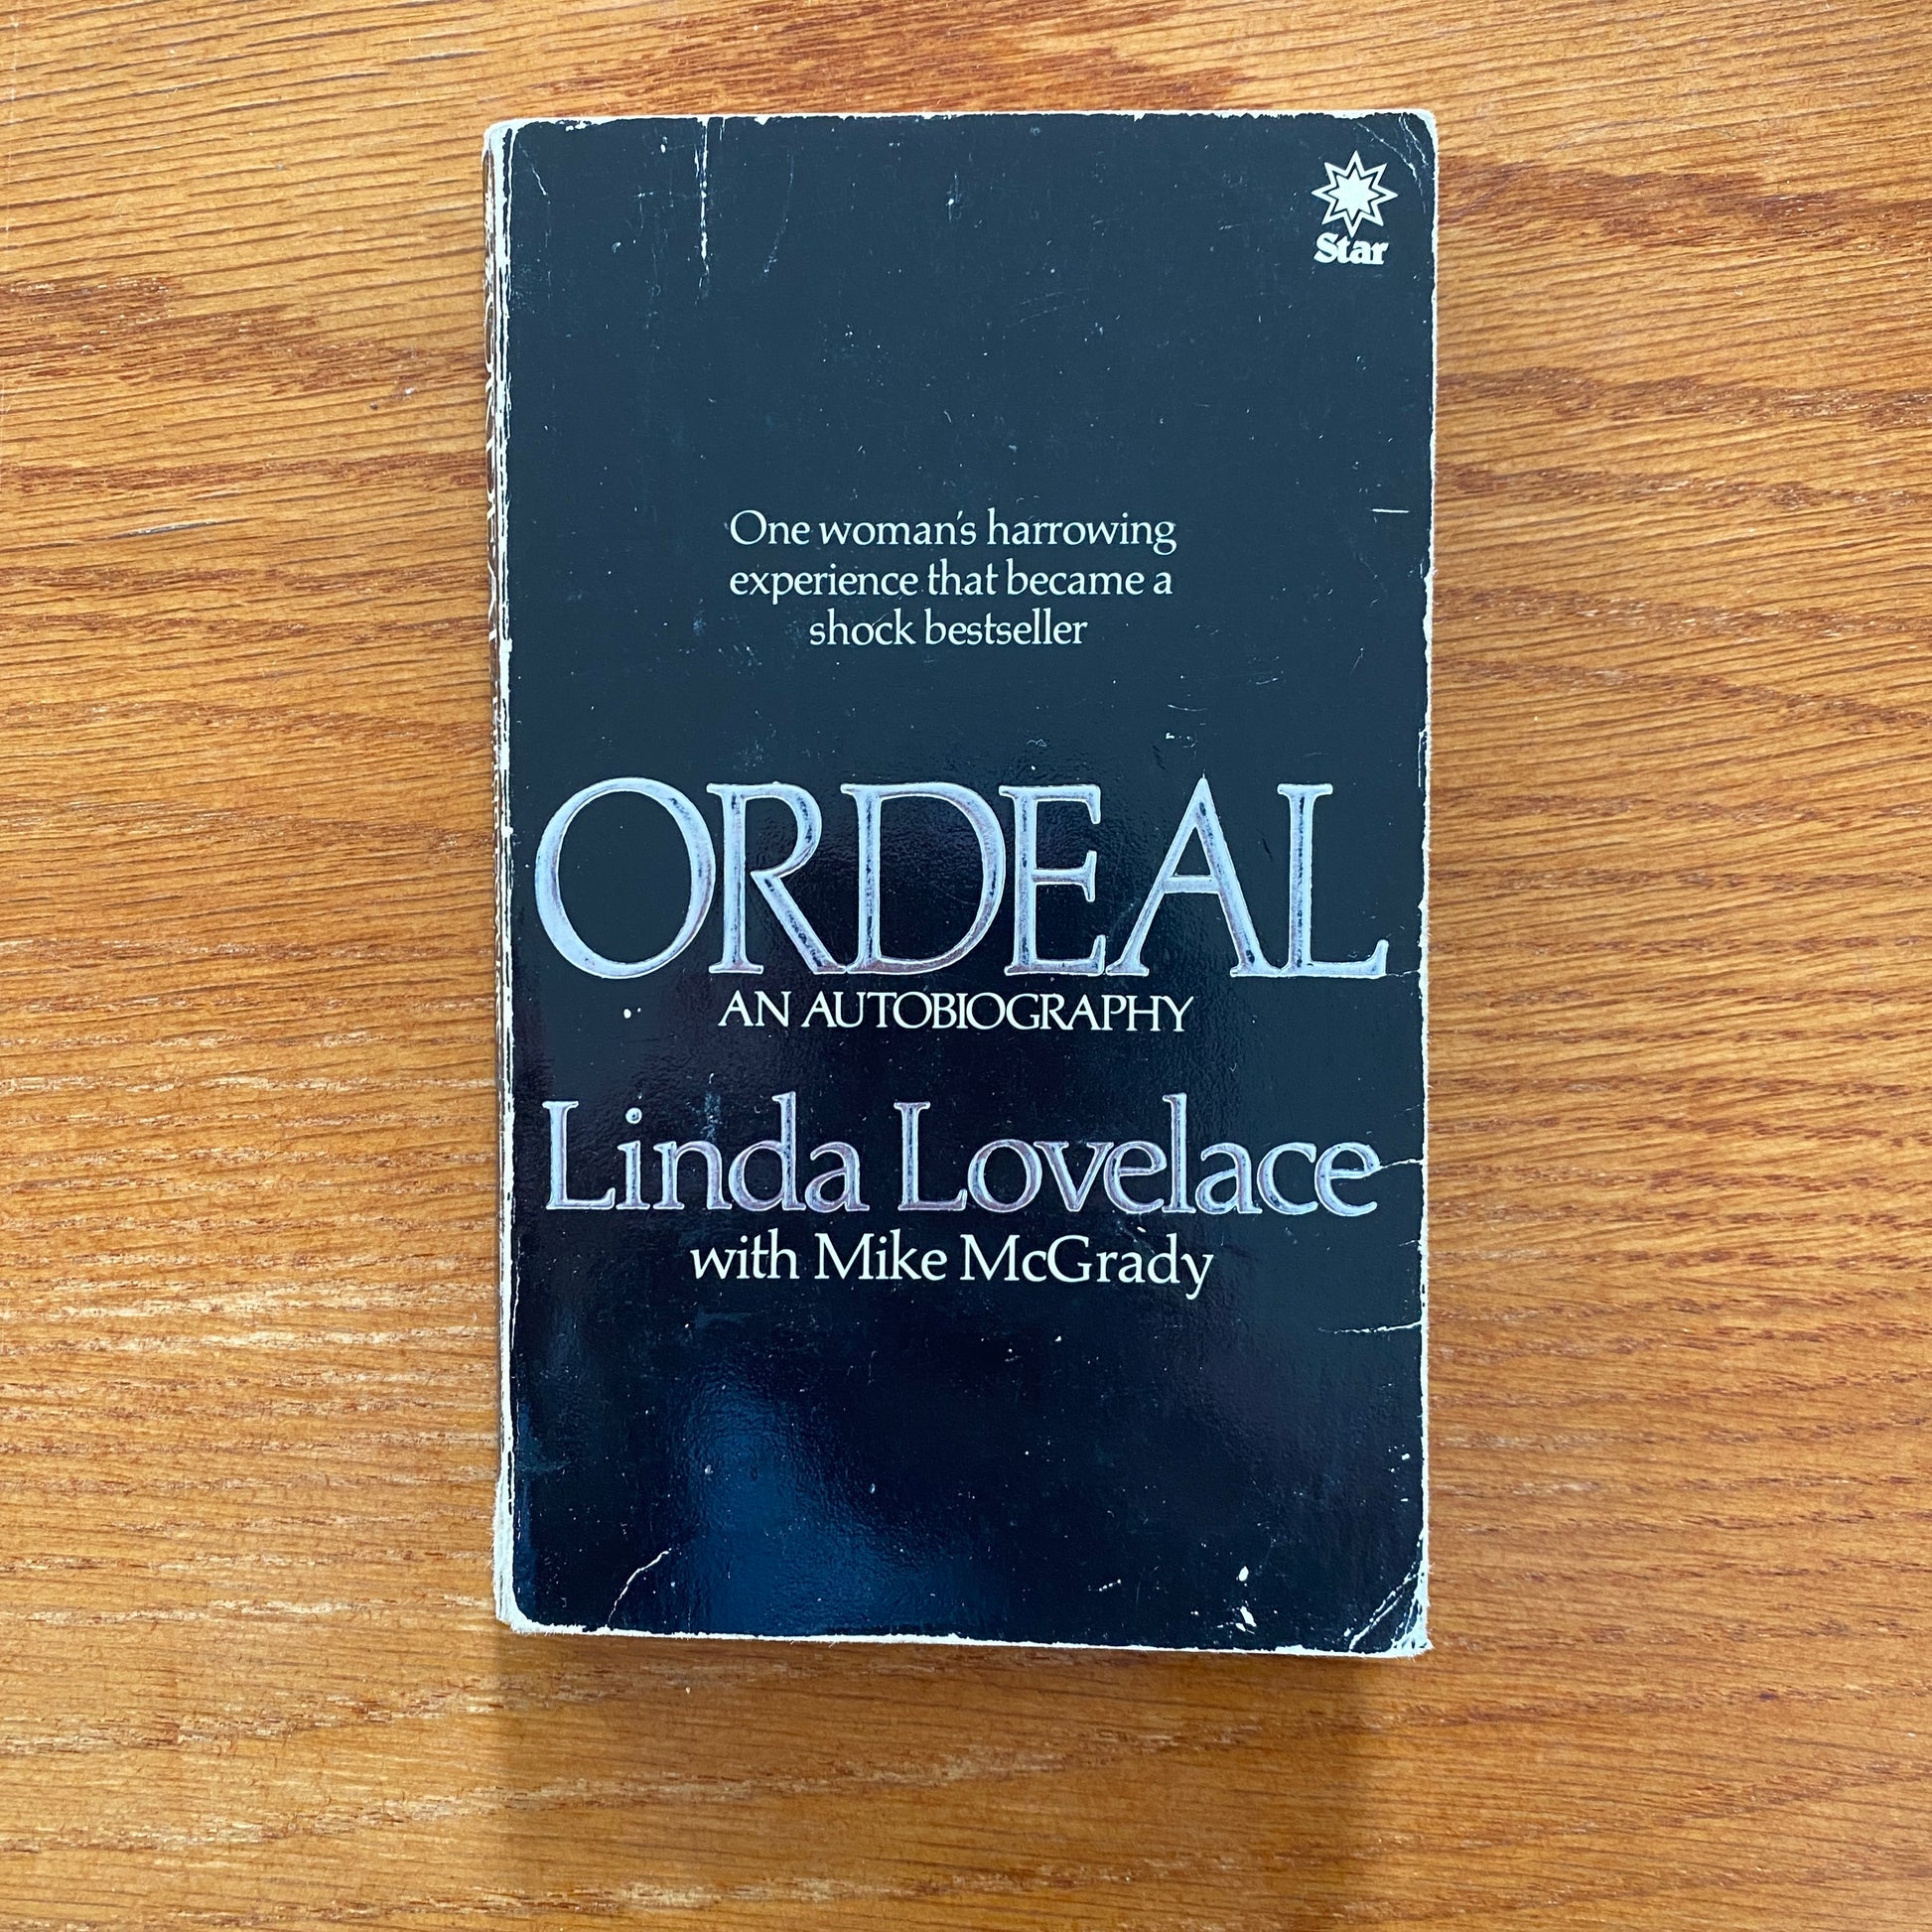 Star
One woman's harrowing
experience that became a
shock bestseller
ORDEAL
AN AUTOBIOGRAPHY
Linda Lovelace
with Mike McGrady